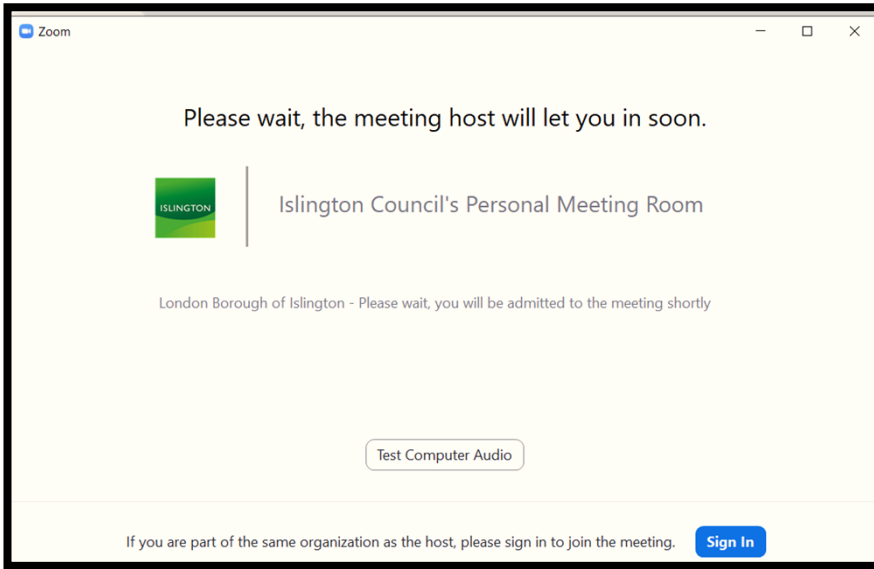 Zoom
Please wait, the meeting host will let you in soon.
ISLINGTON
Islington Council's Personal Meeting Room
London Borough of Islington - Please wait, you will be admitted to the meeting shortly
Test Computer Audio
If you are part of the same organization as the host, please sign in to join the meeting.
Sign In